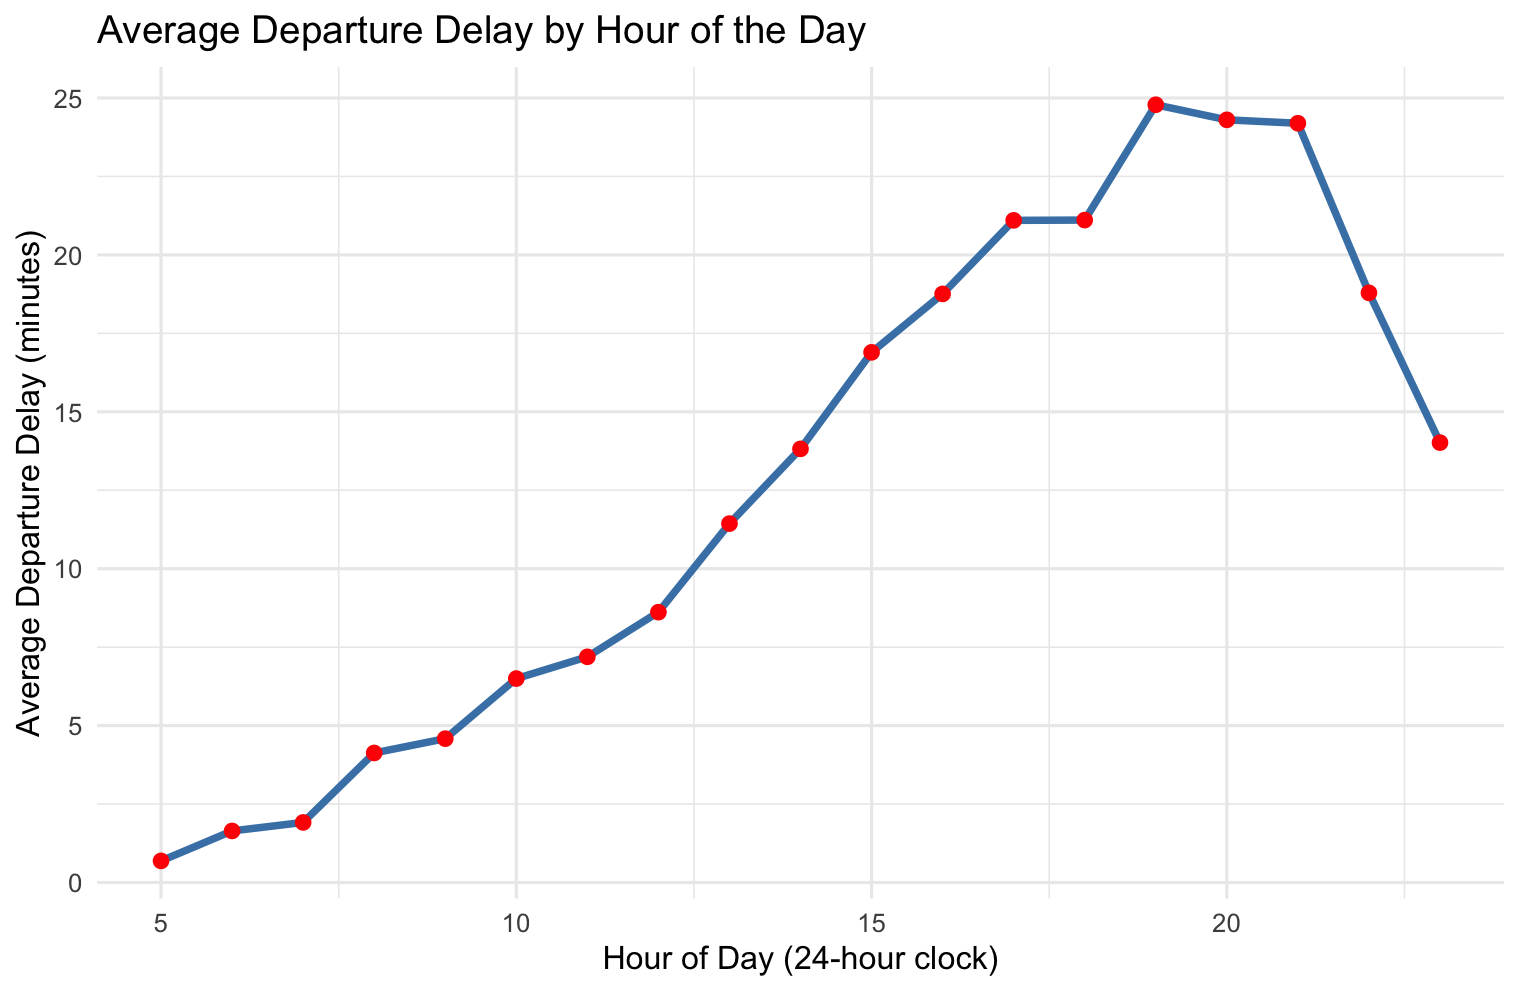 Average Departure Delay by Hour of the Day
Average Departure Delay (minutes)
25
20
15
10
5
0
5 10 15 20
Hour of Day (24-hour clock)